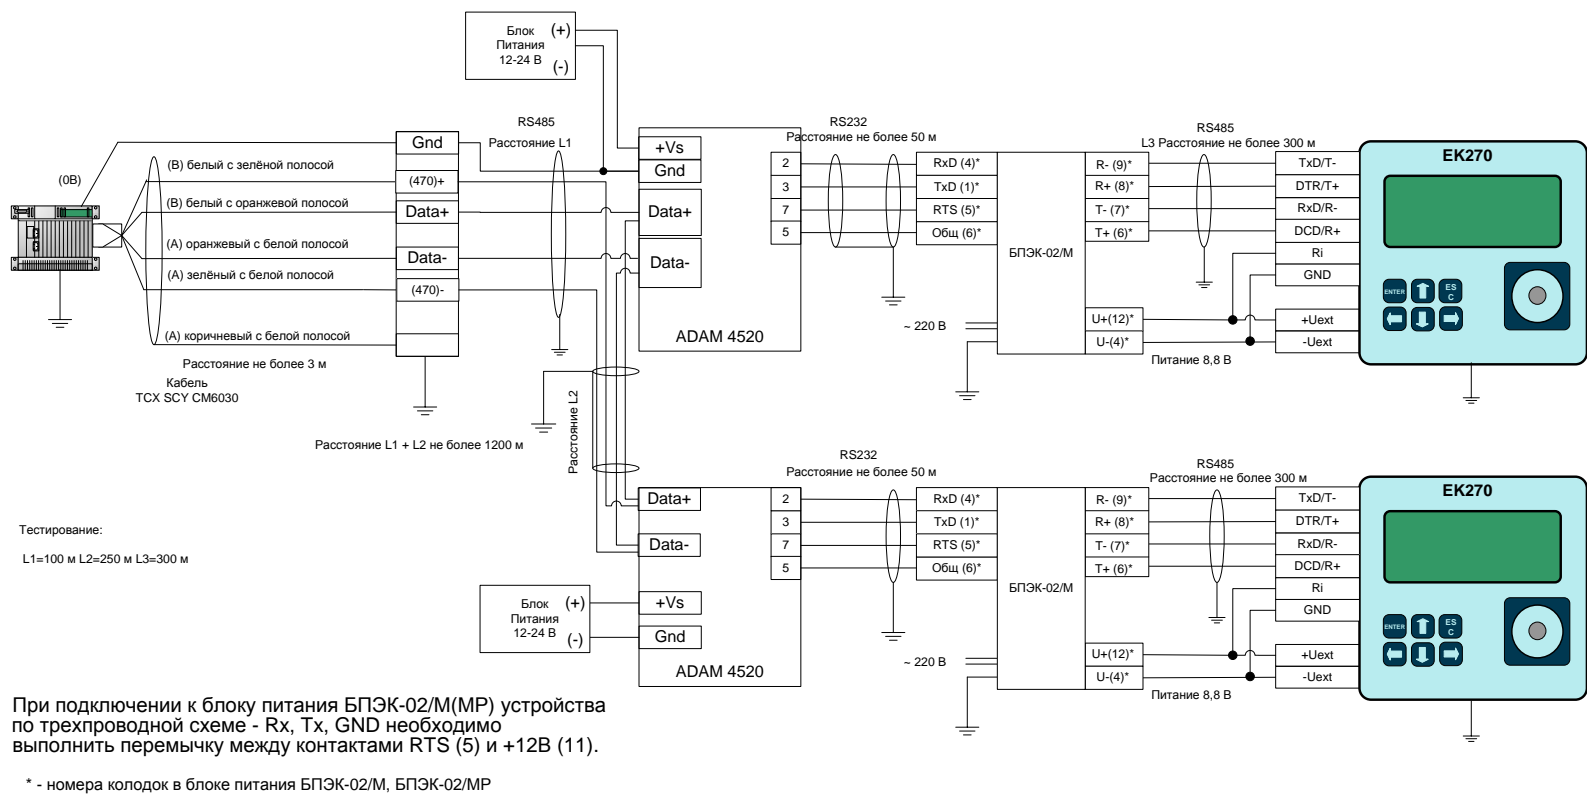 Блок (+)
Питания
12-24 В
(-)
RS485
Расстояние L1
(0В)
(В) белый с зелёной полосой
(В) белый с оранжевой полосой
(А) оранжевый с белой полосой
(А) зелёный с белой полосой
(А) коричневый с белой полосой
Расстояние не более 3 м
Кабель
TCX SCY CM6030
Gnd
(470)+
Data+
Data-
(470)-
+Vs
Gnd
Data+
Data-
ADAM 4520
2
3
7
5
RS232
Расстояние не более 50 м
RxD (4)*
TxD (1)*
RTS (5)*
Общ (6)*
БПЭК-02/М
~ 220 В
R- (9)*
R+ (8)*
T- (7)*
T+ (6)*
U+(12)*
U-(4)*
RS485
L3 Расстояние не более 300 м
Питание 8,8 В
TxD/T-
DTR/T+
RxD/R-
DCD/R+
Ri
GND
+Uext
-Uext
EK270
ENTER
ES
C
Расстояние L1 + L2 не более 1200 м
Расстояние L2
Тестирование:
L1=100 м L2=250 м L3=300 м
Data+
Data-
+Vs
Gnd
ADAM 4520
Блок (+)
Питания
12-24 В
(-)
2
3
7
5
RS232
Расстояние не более 50 м
RxD (4)*
TxD (1)*
RTS (5)*
Общ (6)*
БПЭК-02/М
~ 220 В
R- (9)*
R+ (8)*
T- (7)*
T+ (6)*
U+(12)*
U-(4)*
RS485
Расстояние не более 300 м
Питание 8,8 В
TxD/T-
DTR/T+
RxD/R-
DCD/R+
Ri
GND
+Uext
-Uext
EK270
ENTER
ES
C
При подключении к блоку питания БПЭК-02/М(МР) устройства
по трехпроводной схеме - Rx, Tx, GND необходимо
выполнить перемычку между контактами RTS (5) и +12В (11).
* - номера колодок в блоке питания БПЭК-02/М, БПЭК-02/МР